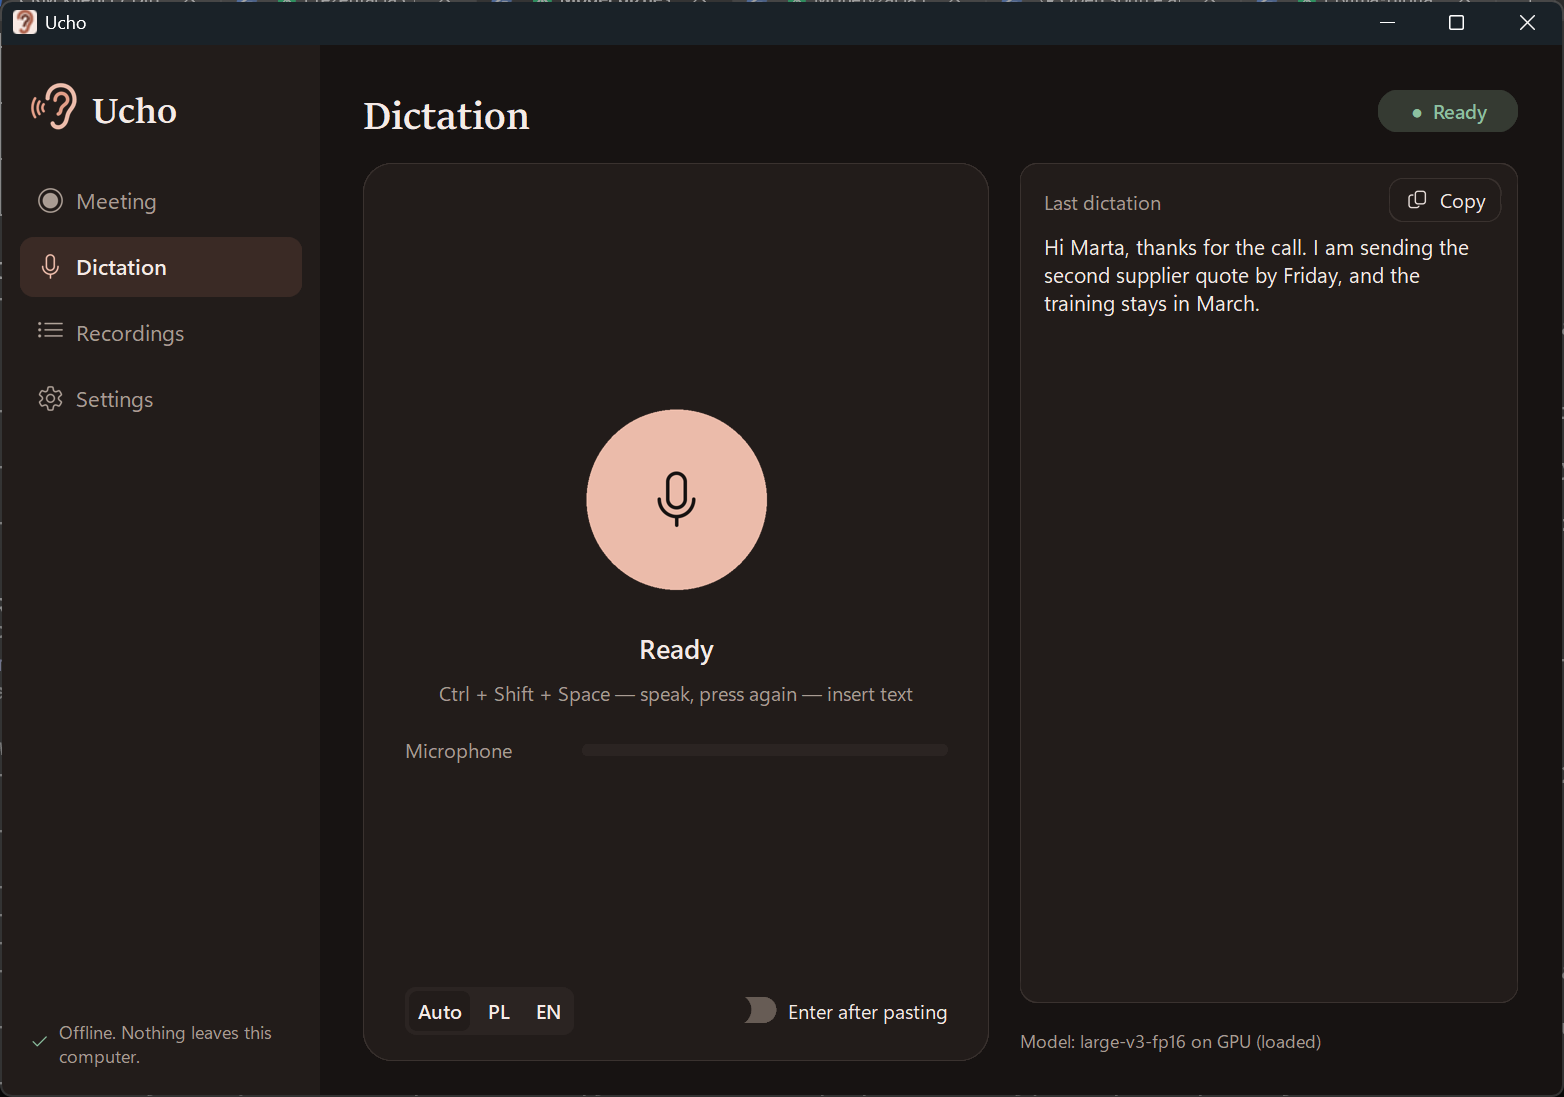 Ucho
Ucho
Meeting
Dictation
Recordings
Settings
Offline. Nothing leaves this
computer.
Dictation
Ready
Ready
Ctrl + Shift + Space — speak, press again — insert text
Microphone
Auto PL EN
Enter after pasting
Last dictation
Copy
Hi Marta, thanks for the call. I am sending the
second supplier quote by Friday, and the
training stays in March.
Model: large-v3-fp16 on GPU (loaded)